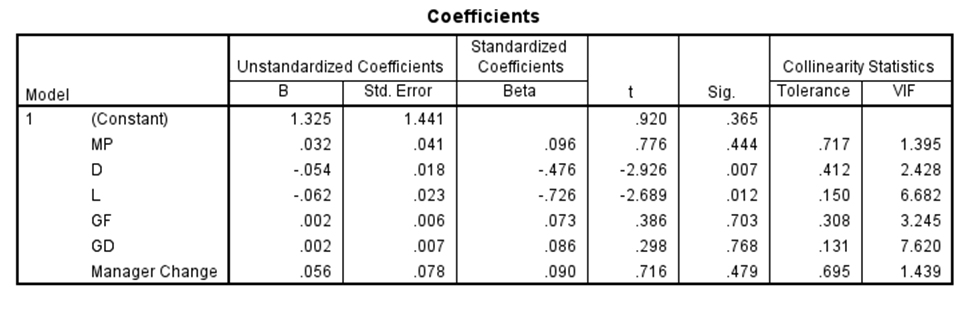 Coefficients
Model Unstandardized Coefficients Standardized Coefficients t Sig. Collinearity Statistics
B Std. Error Beta Tolerance VIF
1 (Constant) 1.325 1.441 .920 .365
MP .032 .041 .096 .776 .444 .717 1.395
D -.054 .018 -.476 -2.926 .007 .412 2.428
L -.062 .023 -.726 -2.689 .012 .150 6.682
GF .002 .006 .073 .386 .703 .308 3.245
GD .002 .007 .086 .298 .768 .131 7.620
Manager Change .056 .078 .090 .716 .479 .695 1.439